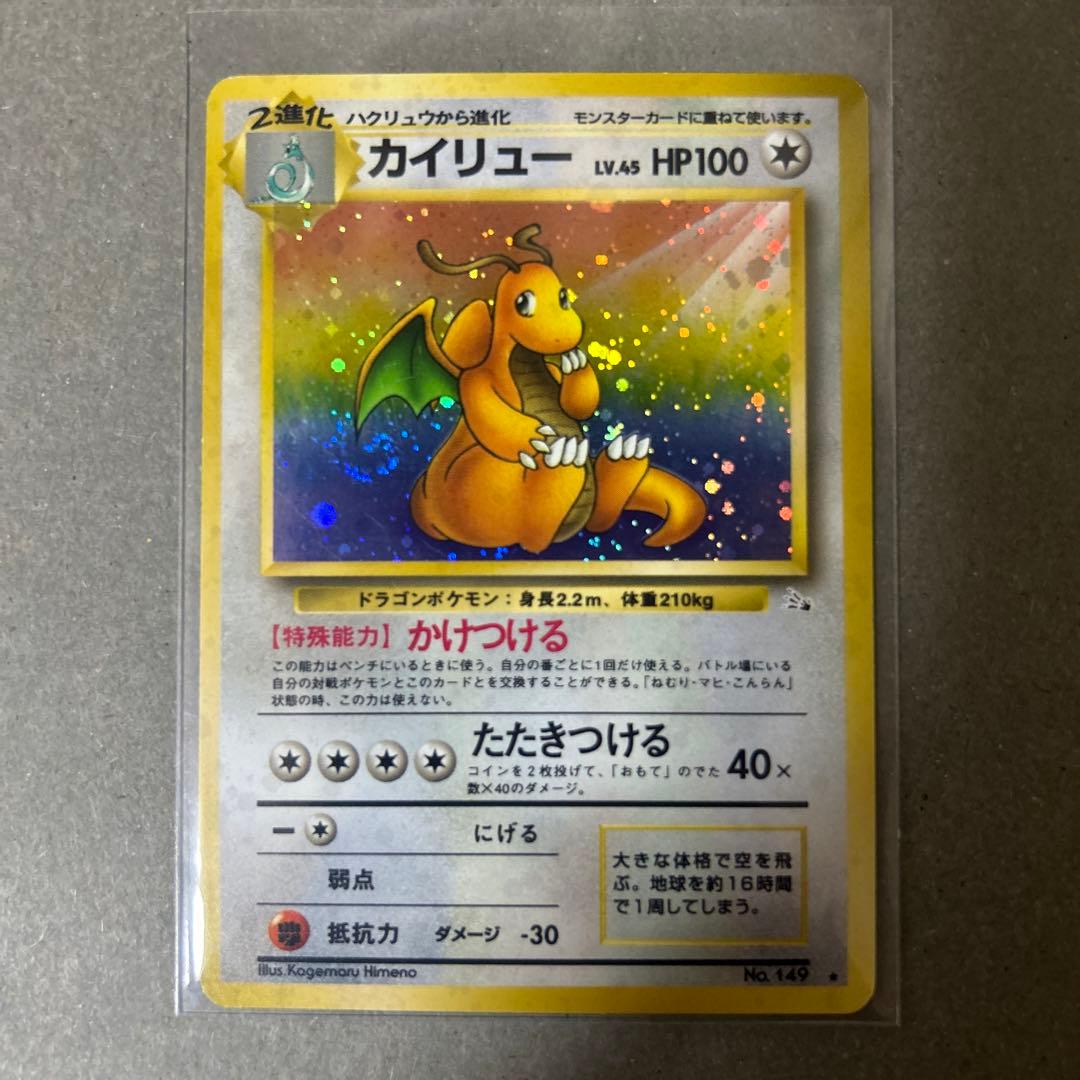 2進化 ハクリュウから進化 モンスターカードに重ねて使います。
カイリュー LV.45 HP100
ドラゴンポケモン：身長2.2m、体重210kg
【特殊能力】 かけつける
この能力はベンチにいるときに使う。自分の番ごとに1回だけ使える。バトル場にいる
自分の対戦ポケモンとこのカードとを交換することができる。「ねむり・マヒ・こんらん」
状態の時、この力は使えない。
たたきつける
コインを2枚投げて、「おもて」のでた 40×
数×40のダメージ。
− にげる
弱点
抵抗力 ダメージ -30
大きな体格で空を飛
ぶ。地球を約16時間
で1周してしまう。
Illus. Kagemaru Himeno
No. 149 ★